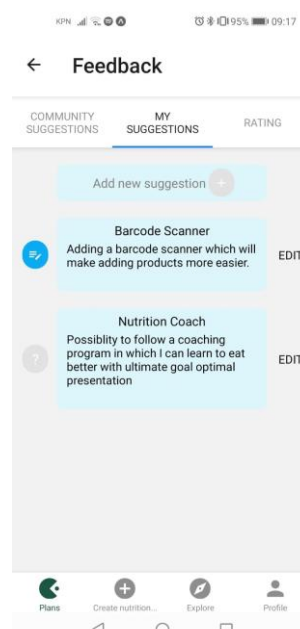 KPN 95% 09:17
Feedback
COMMUNITY
SUGGESTIONS
MY
SUGGESTIONS
RATING
Add new suggestion +
Barcode Scanner
Adding a barcode scanner which will
make adding products more easier.
EDIT
Nutrition Coach
Possiblity to follow a coaching
program in which I can learn to eat
better with ultimate goal optimal
presentation
?
EDIT
Plans
Create nutrition...
Explore
Profile